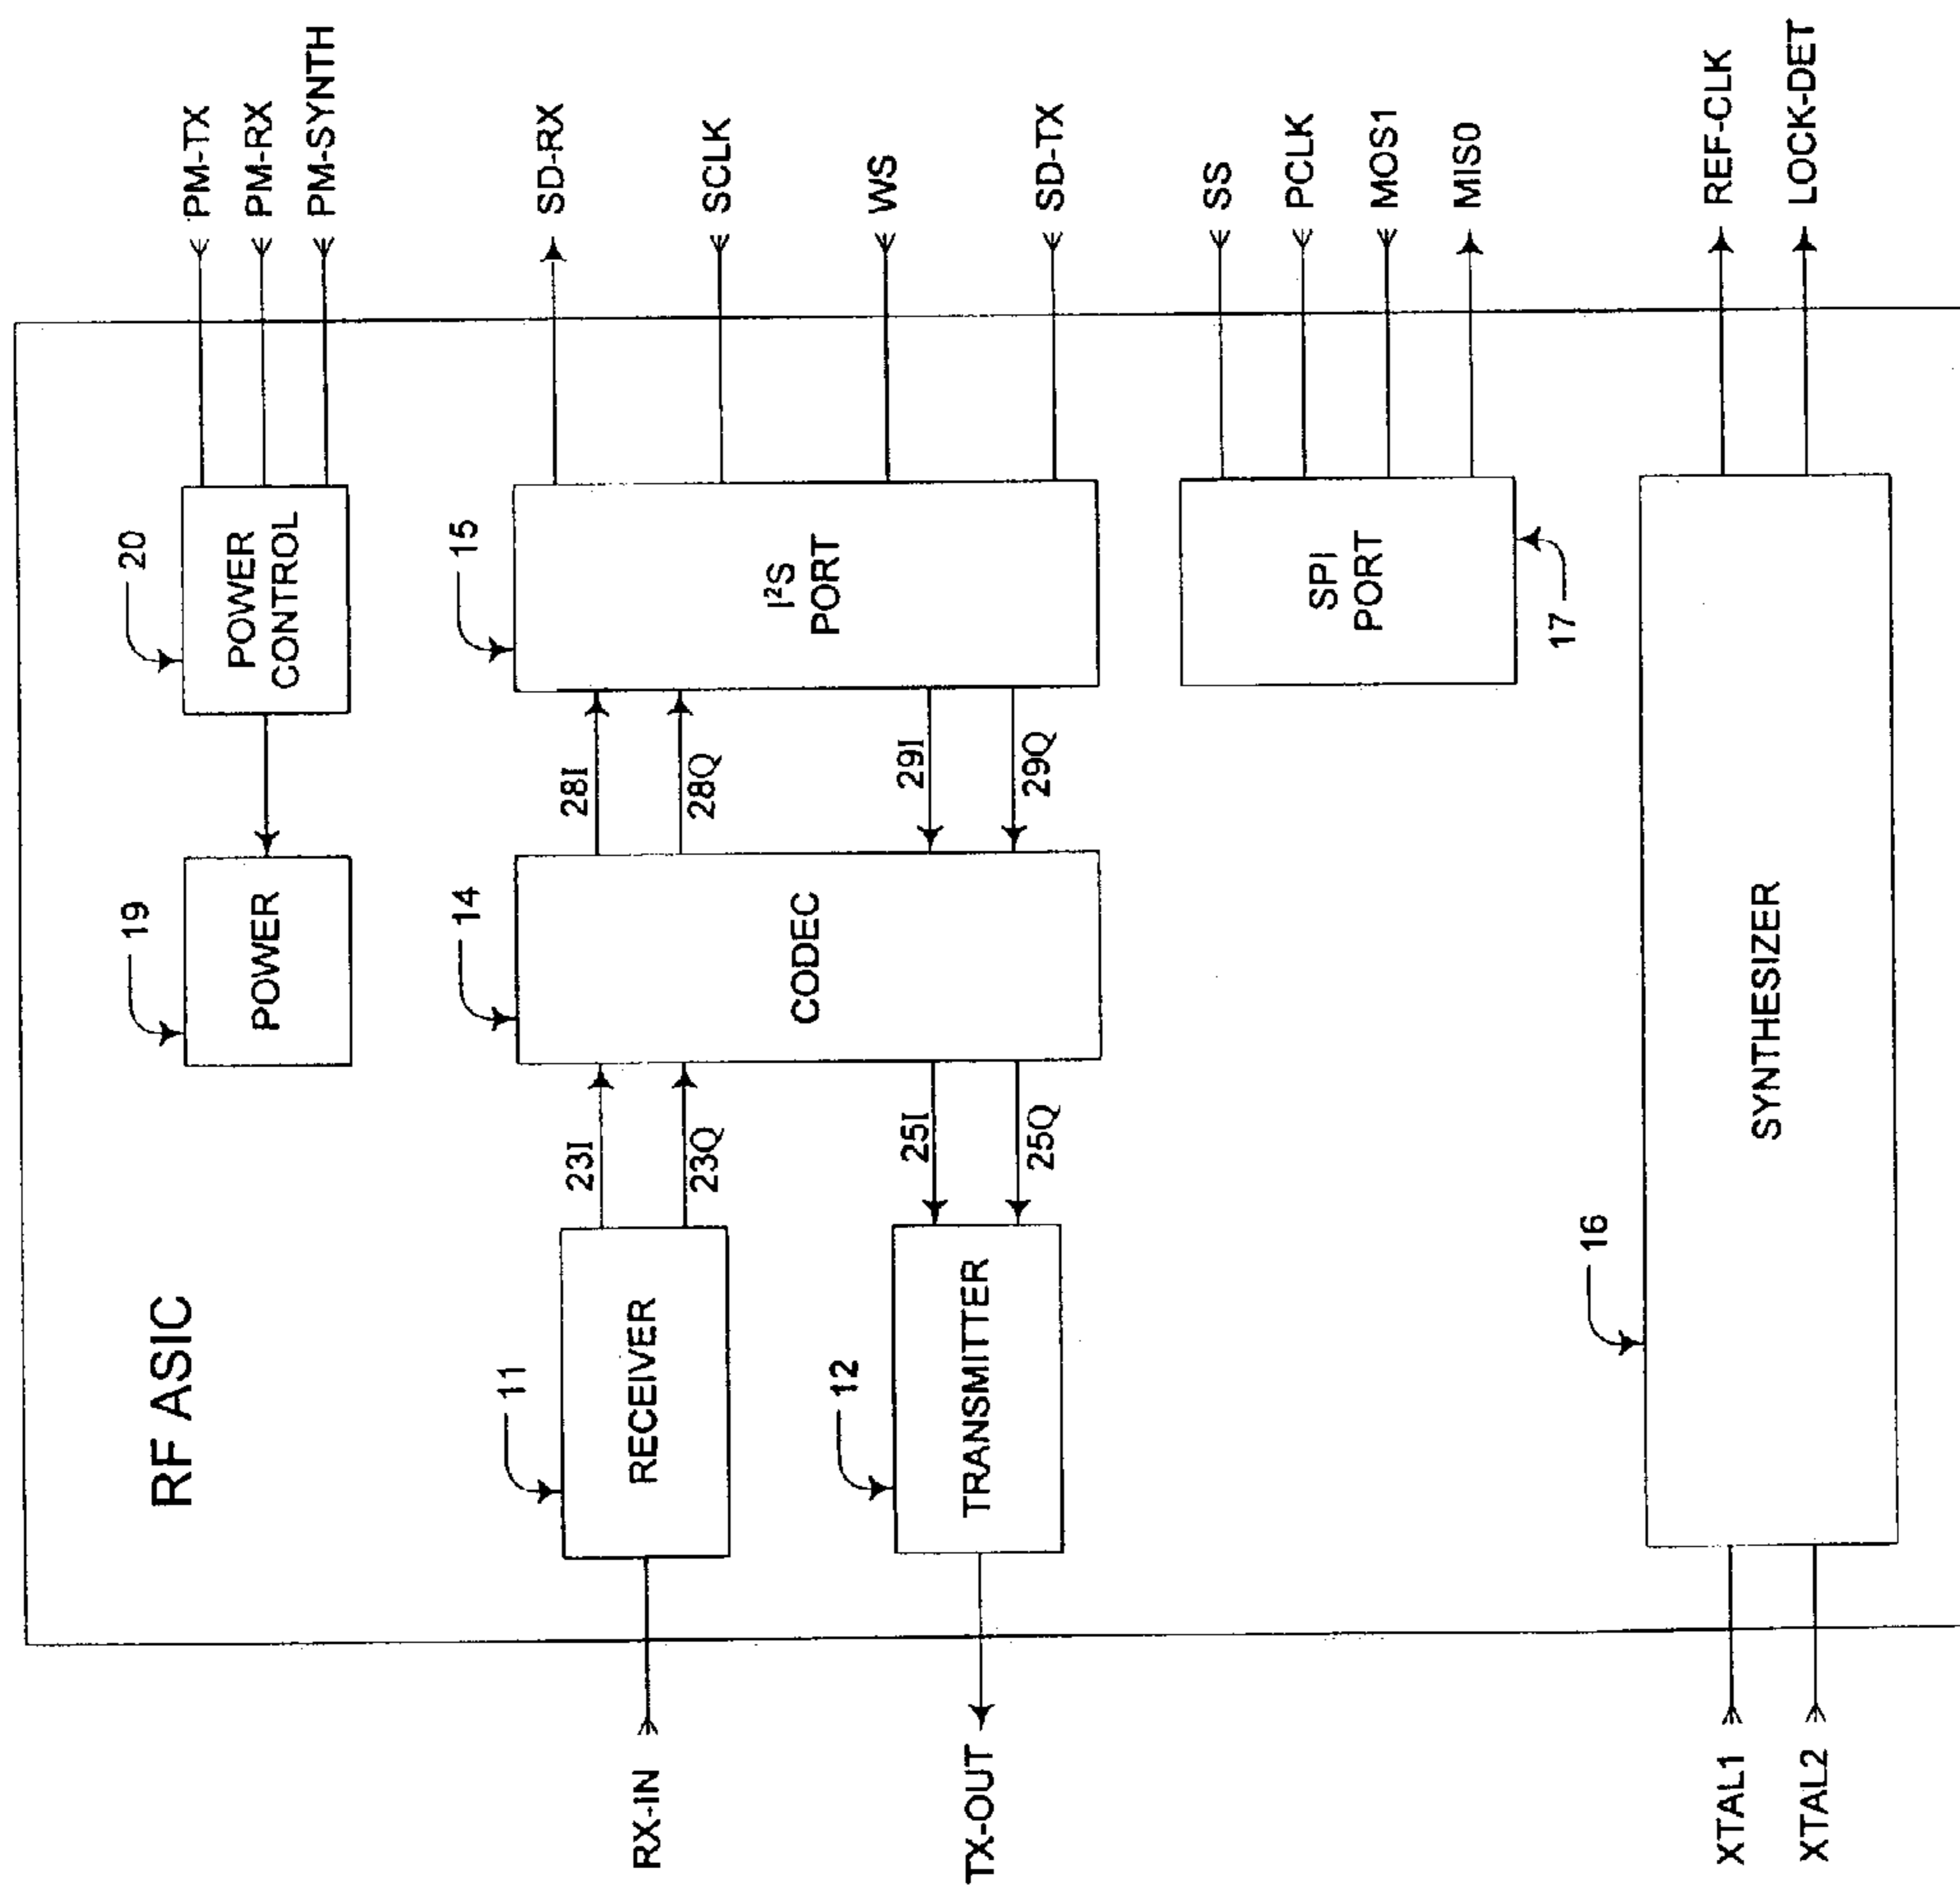 RF ASIC
19
20
POWER
POWER
CONTROL
PM-TX
PM-RX
PM-SYNTH
RX-IN
11
RECEIVER
23I
23Q
14
CODEC
28I
28Q
15
I²S
PORT
SD-RX
SCLK
WS
SD-TX
TX-OUT
12
TRANSMITTER
25I
25Q
29I
29Q
SPI
PORT
17
SS
PCLK
MOS1
MIS0
XTAL1
XTAL2
16
SYNTHESIZER
REF-CLK
LOCK-DET